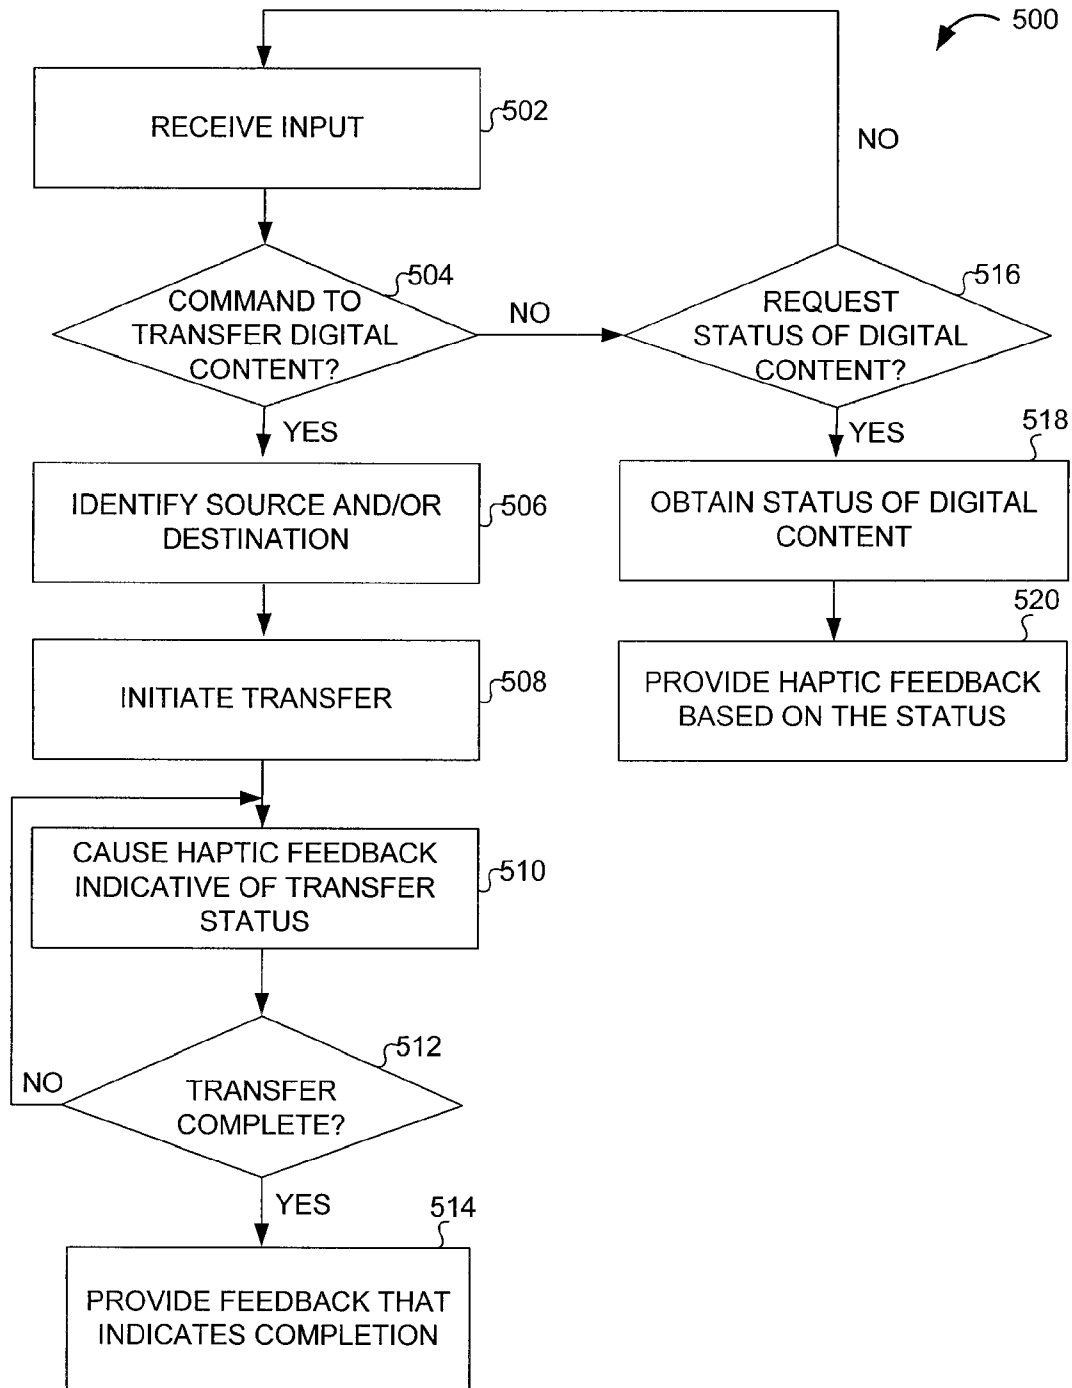 500
RECEIVE INPUT
502
NO
504
COMMAND TO
TRANSFER DIGITAL
CONTENT?
NO
516
REQUEST
STATUS OF DIGITAL
CONTENT?
YES
YES
518
IDENTIFY SOURCE AND/OR
DESTINATION
506
OBTAIN STATUS OF DIGITAL
CONTENT
520
INITIATE TRANSFER
508
PROVIDE HAPTIC FEEDBACK
BASED ON THE STATUS
CAUSE HAPTIC FEEDBACK
INDICATIVE OF TRANSFER
STATUS
510
512
NO
TRANSFER
COMPLETE?
YES
514
PROVIDE FEEDBACK THAT
INDICATES COMPLETION